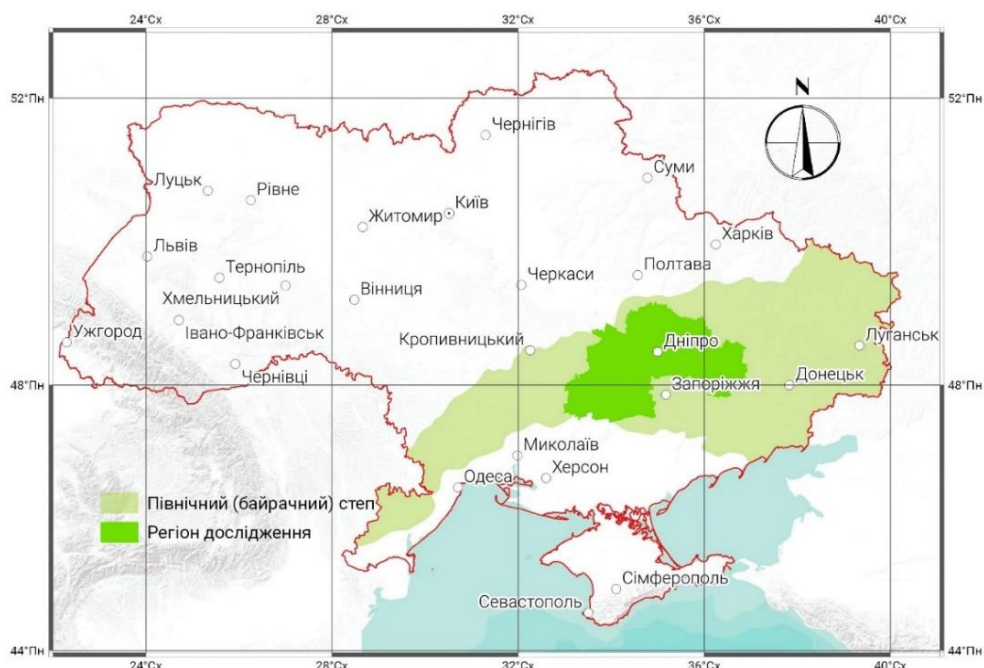 24°Сх 28°Сх 32°Сх 36°Сх 40°Сх
N
52°Пн 52°Пн
Чернігів
Суми
Луцьк
Рівне
Київ
Житомир
Харків
Львів
Полтава
Тернопіль
Черкаси
Вінниця
Хмельницький
Івано-Франківськ
Ужгород
Кропивницький
Дніпро
Луганськ
Чернівці
Донецьк
48°Пн 48°Пн
Запоріжжя
Миколаїв
Херсон
Одеса
Північний (байрачний) степ
Регіон дослідження
Сімферополь
Севастополь
44°Пн 44°Пн
24°Сх 28°Сх 32°Сх 36°Сх 40°Сх